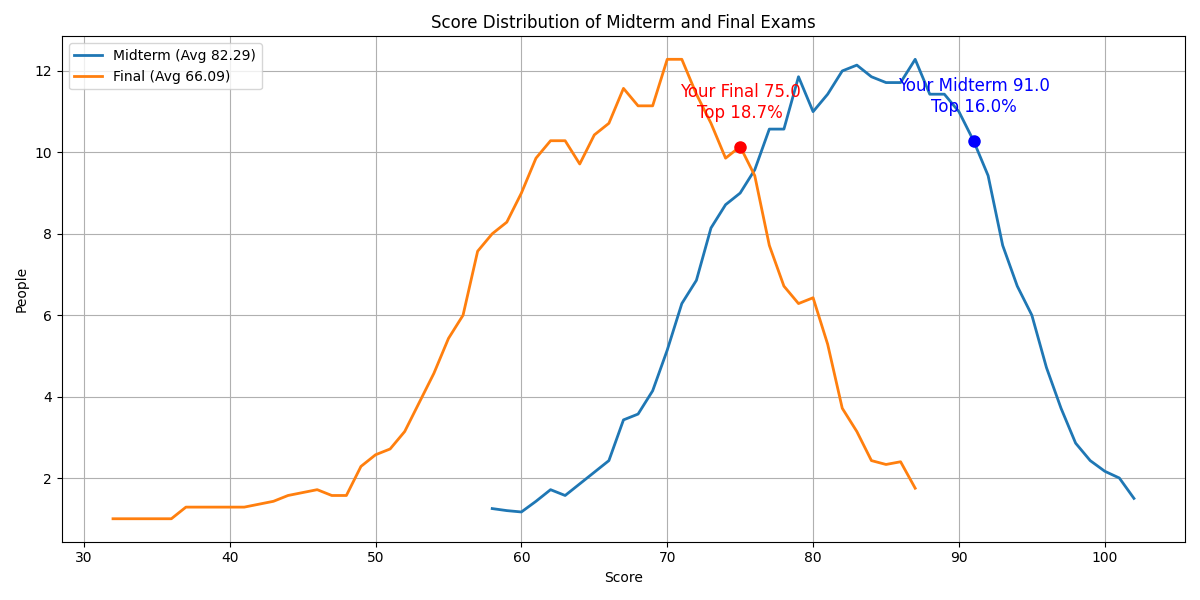 Score Distribution of Midterm and Final Exams
Midterm (Avg 82.29)
Final (Avg 66.09)
Your Final 75.0
Top 18.7%
Your Midterm 91.0
Top 16.0%
People
12
10
8
6
4
2
30 40 50 60 70 80 90 100
Score